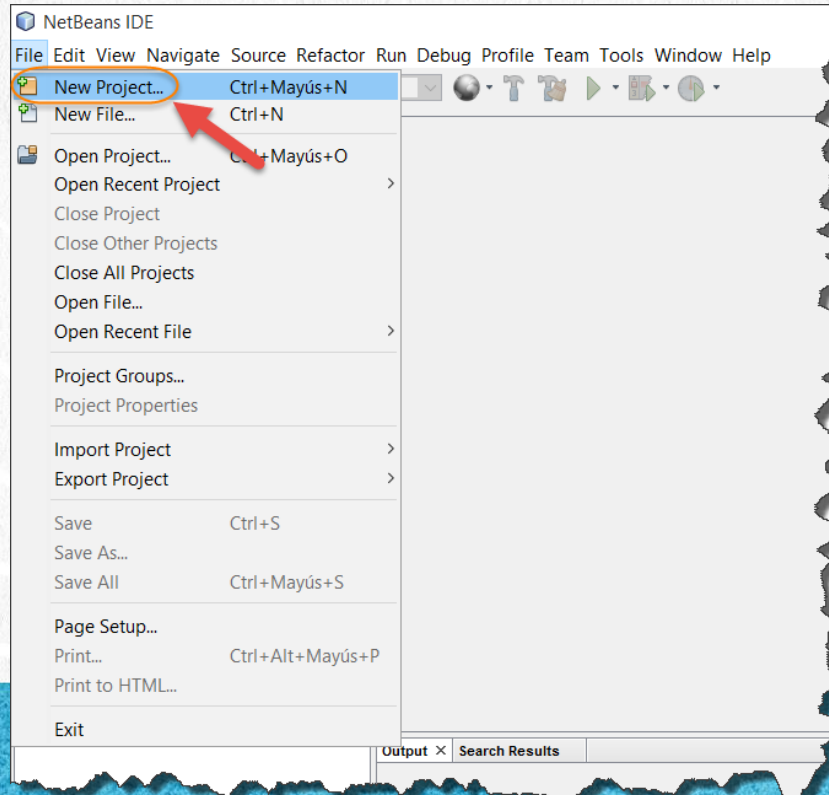 NetBeans IDE
File Edit View Navigate Source Refactor Run Debug Profile Team Tools Window Help
New Project... Ctrl+Mayús+N
New File... Ctrl+N
Open Project... Ctrl+Mayús+O
Open Recent Project
Close Project
Close Other Projects
Close All Projects
Open File...
Open Recent File
Project Groups...
Project Properties
Import Project
Export Project
Save Ctrl+S
Save As...
Save All Ctrl+Mayús+S
Page Setup...
Print... Ctrl+Alt+Mayús+P
Print to HTML...
Exit
Output × Search Results